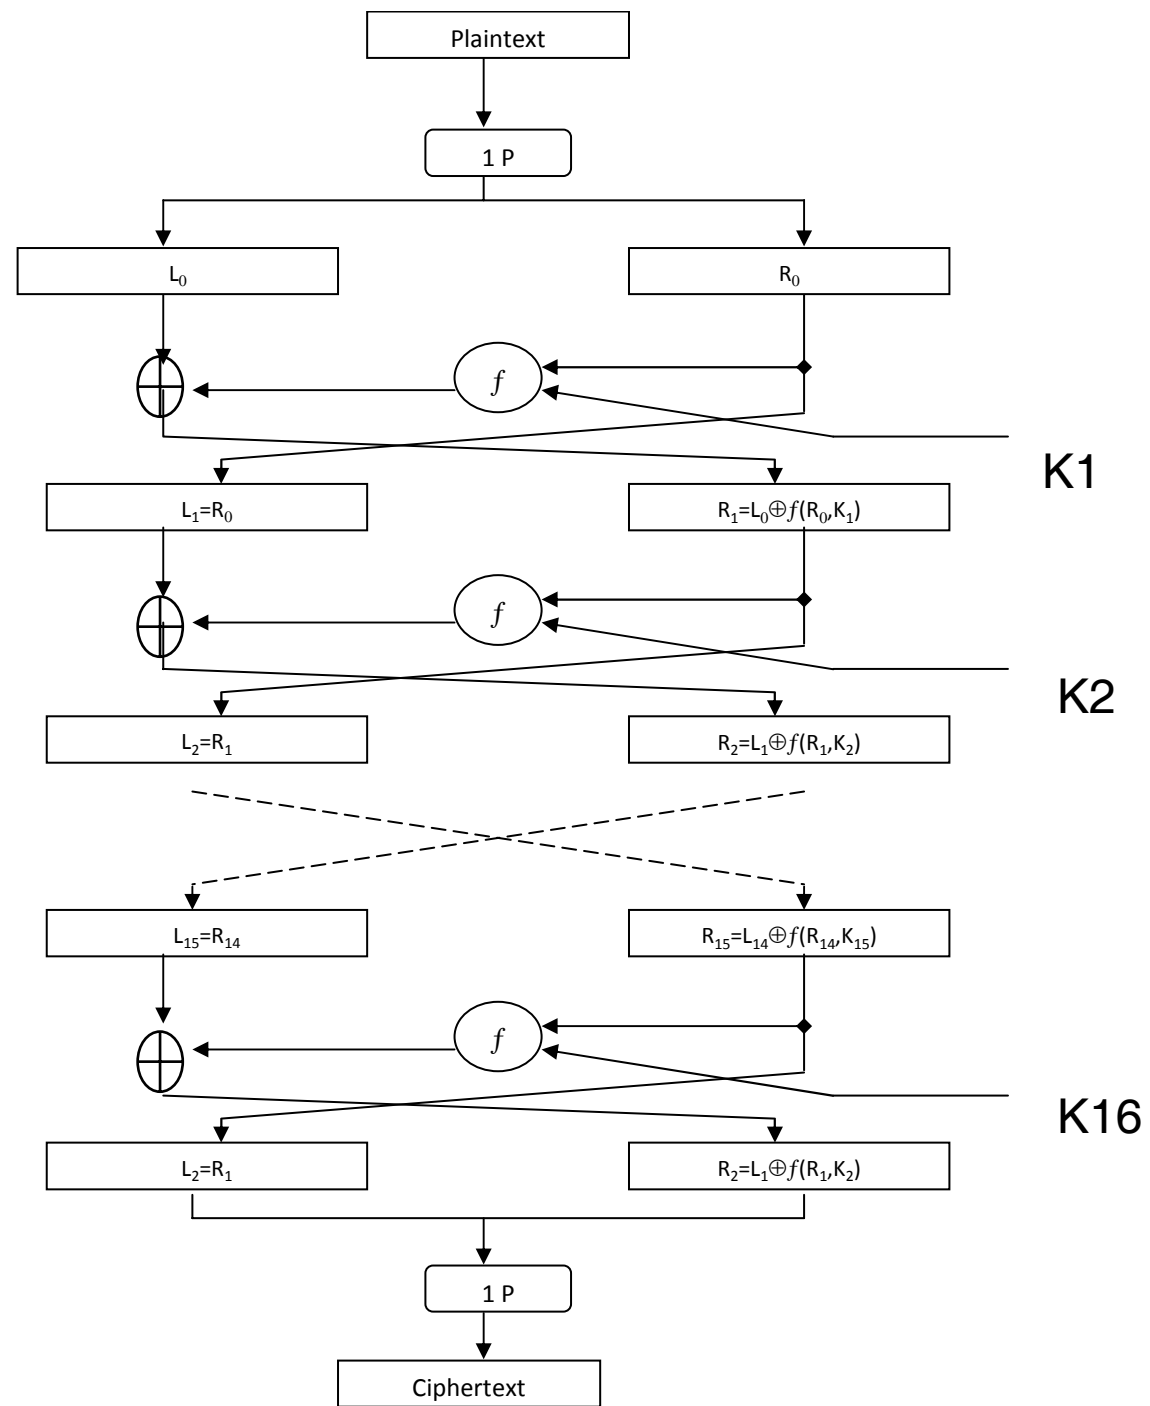 Plaintext
1 P
L₀
R₀
f
K1
L₁=R₀
R₁=L₀⊕f(R₀,K₁)
f
K2
L₂=R₁
R₂=L₁⊕f(R₁,K₂)
L₁₅=R₁₄
R₁₅=L₁₄⊕f(R₁₄,K₁₅)
f
K16
L₂=R₁
R₂=L₁⊕f(R₁,K₂)
1 P
Ciphertext